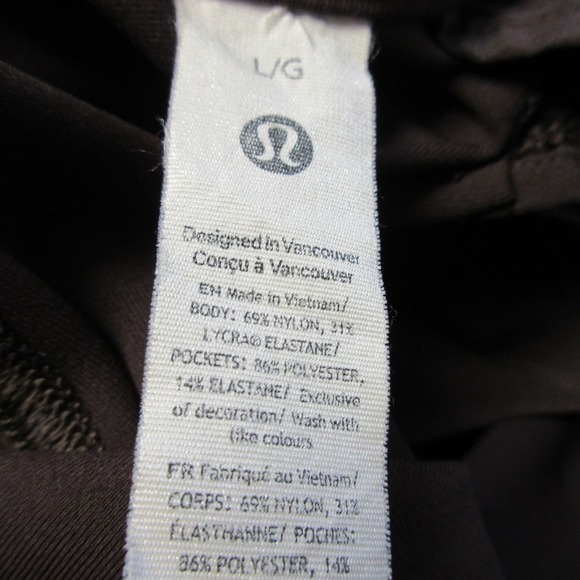 L/G
Designed in Vancouver
Conçu à Vancouver
EN Made in Vietnam/
BODY: 69% NYLON, 31%
LYCRA® ELASTANE/
POCKETS: 86% POLYESTER,
14% ELASTANE/ Exclusive
of decoration/ Wash with
like colours
FR Fabriqué au Vietnam/
CORPS: 69% NYLON, 31%
ÉLASTHANNE/ POCHES:
86% POLYESTER, 14%